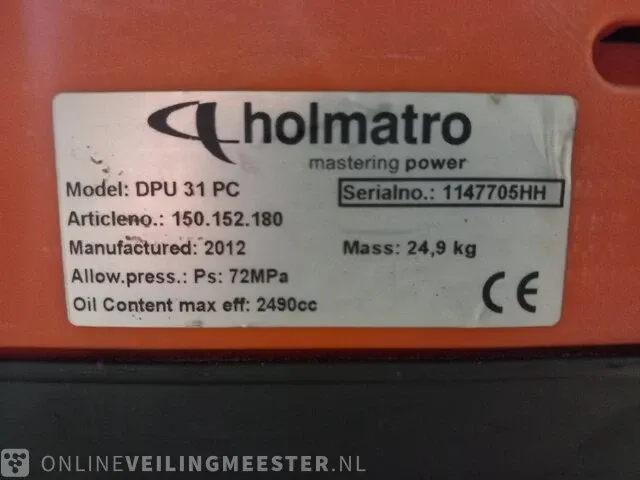 holmatro
mastering power
Model: DPU 31 PC
Serialno.: 1147705HH
Articleno.: 150.152.180
Manufactured: 2012
Mass: 24,9 kg
Allow.press.: Ps: 72MPa
Oil Content max eff: 2490cc
CE
ONLINEVEILINGMEESTER.NL